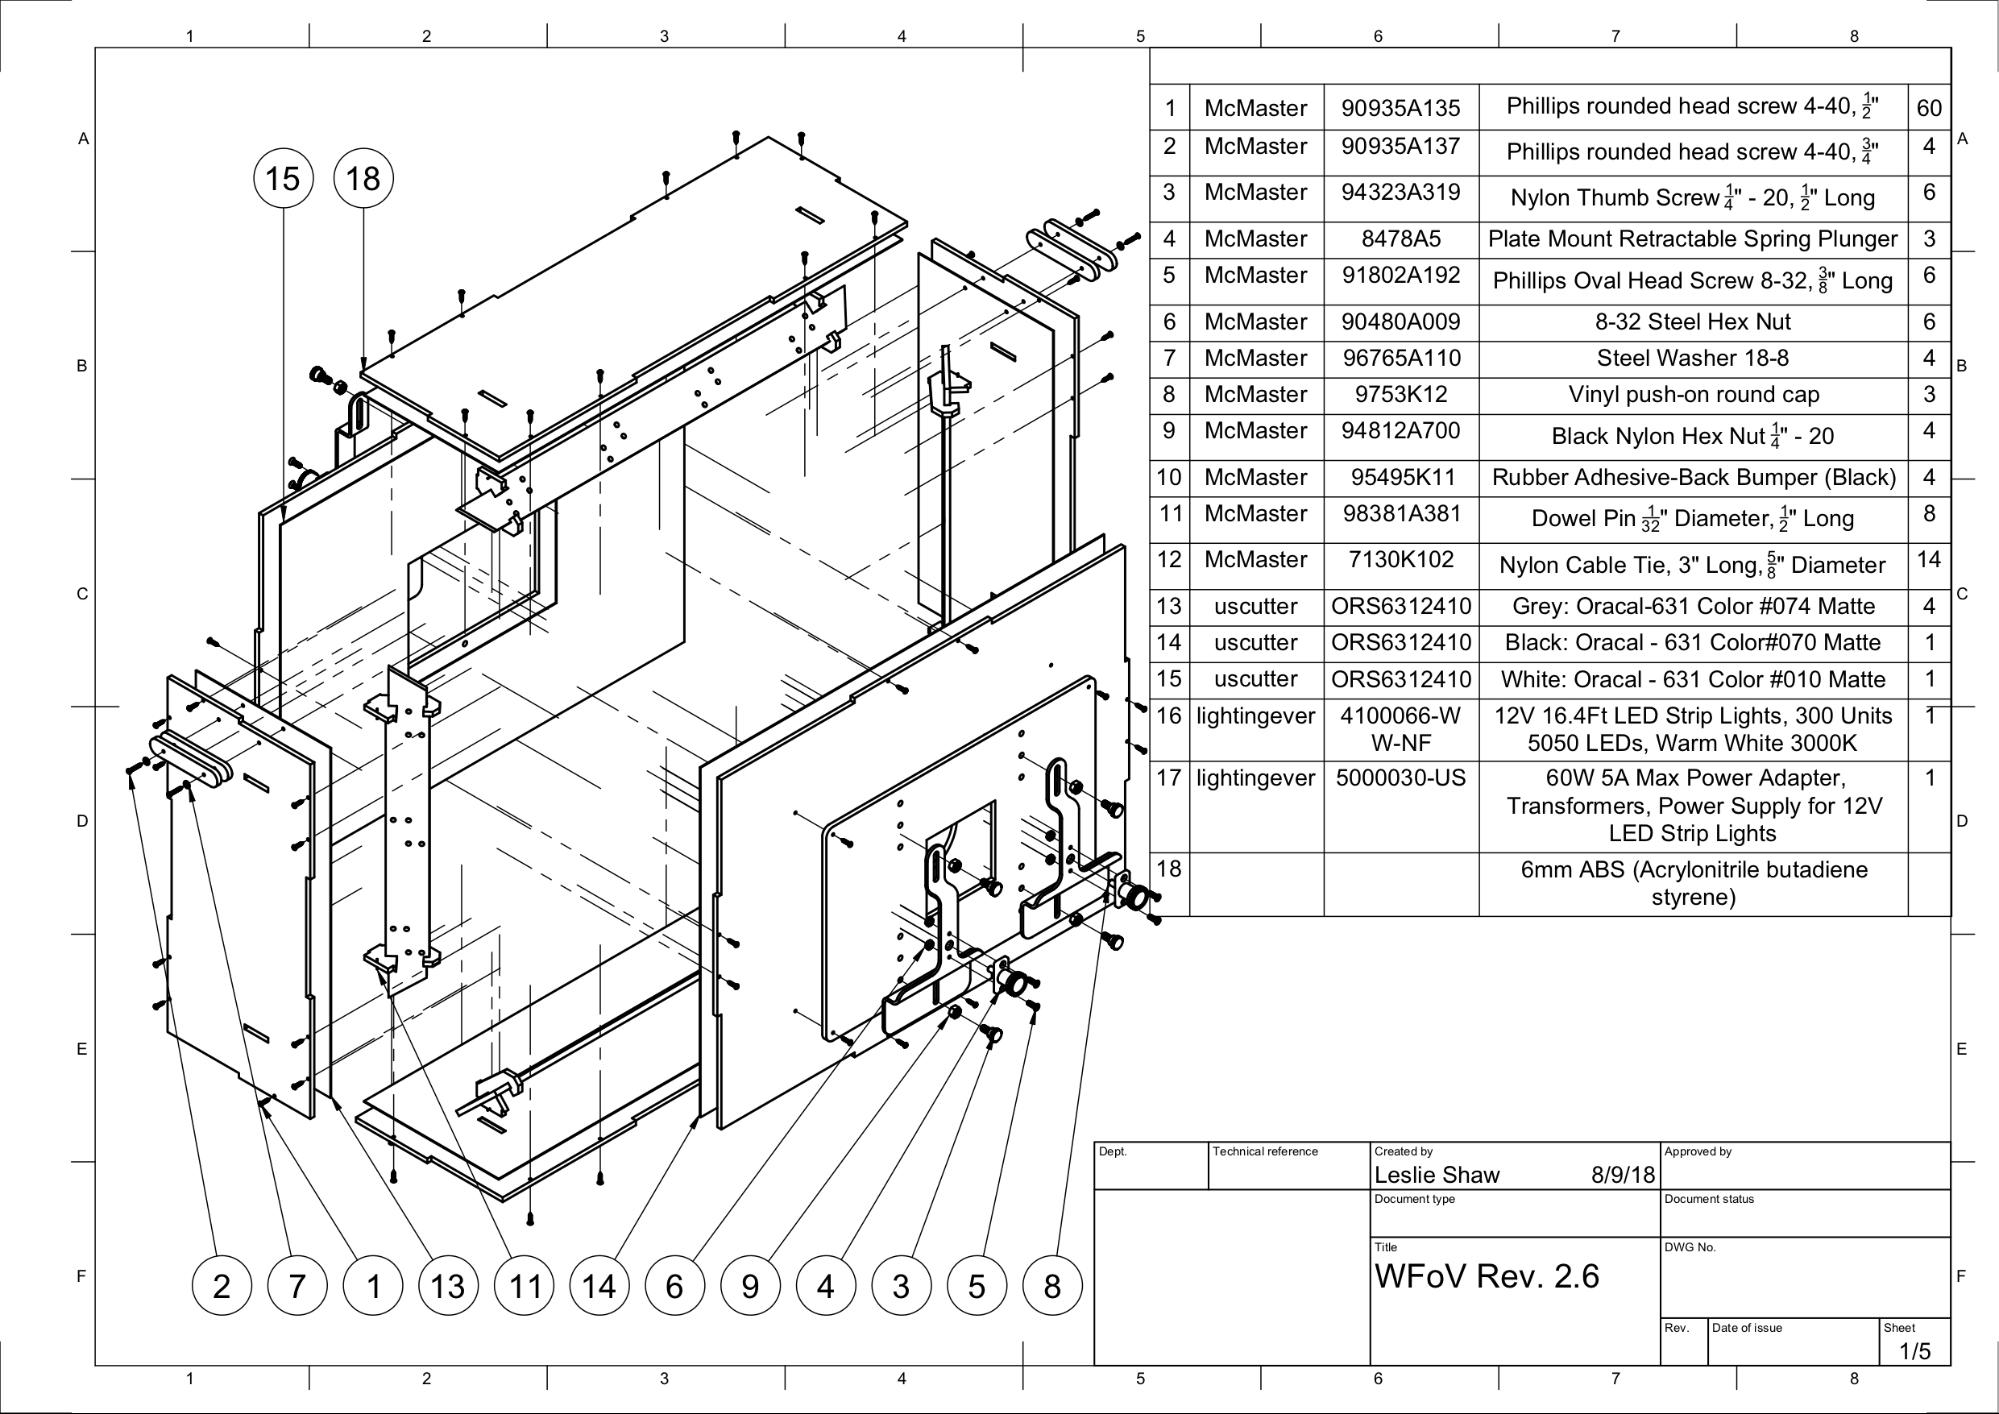 1 2 3 4 5 6 7 8
A
B
C
D
E
F
15 18
1 McMaster 90935A135 Phillips rounded head screw 4-40, 1/2" 60
2 McMaster 90935A137 Phillips rounded head screw 4-40, 3/4" 4
3 McMaster 94323A319 Nylon Thumb Screw 1/4" - 20, 1/2" Long 6
4 McMaster 8478A5 Plate Mount Retractable Spring Plunger 3
5 McMaster 91802A192 Phillips Oval Head Screw 8-32, 3/8" Long 6
6 McMaster 90480A009 8-32 Steel Hex Nut 6
7 McMaster 96765A110 Steel Washer 18-8 4
8 McMaster 9753K12 Vinyl push-on round cap 3
9 McMaster 94812A700 Black Nylon Hex Nut 1/4" - 20 4
10 McMaster 95495K11 Rubber Adhesive-Back Bumper (Black) 4
11 McMaster 98381A381 Dowel Pin 1/32" Diameter, 1/2" Long 8
12 McMaster 7130K102 Nylon Cable Tie, 3" Long, 5/8" Diameter 14
13 uscutter ORS6312410 Grey: Oracal-631 Color #074 Matte 4
14 uscutter ORS6312410 Black: Oracal - 631 Color#070 Matte 1
15 uscutter ORS6312410 White: Oracal - 631 Color #010 Matte 1
16 lightingever 4100066-W 12V 16.4Ft LED Strip Lights, 300 Units 1
W-NF 5050 LEDs, Warm White 3000K
17 lightingever 5000030-US 60W 5A Max Power Adapter, 1
Transformers, Power Supply for 12V
LED Strip Lights
18 6mm ABS (Acrylonitrile butadiene
styrene)
A
B
C
D
E
F
2 7 1 13 11 14 6 9 4 3 5 8
Dept. Technical reference Created by Approved by
Leslie Shaw 8/9/18
Document type Document status
Title DWG No.
WFoV Rev. 2.6
Rev. Date of issue Sheet
1/5
1 2 3 4 5 6 7 8